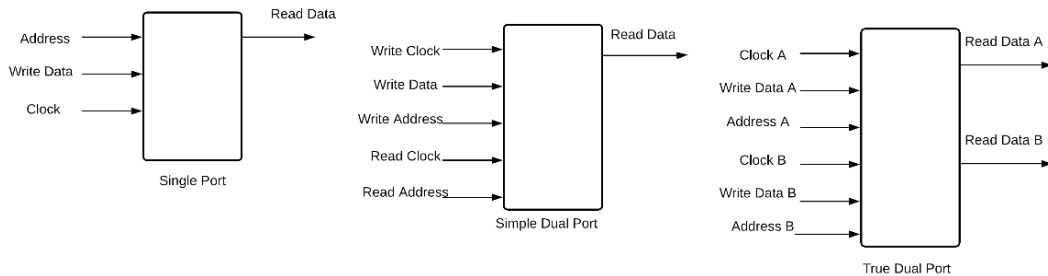 Address
Write Data
Clock
Read Data
Single Port
Write Clock
Write Data
Write Address
Read Clock
Read Address
Read Data
Simple Dual Port
Clock A
Write Data A
Address A
Clock B
Write Data B
Address B
Read Data A
Read Data B
True Dual Port